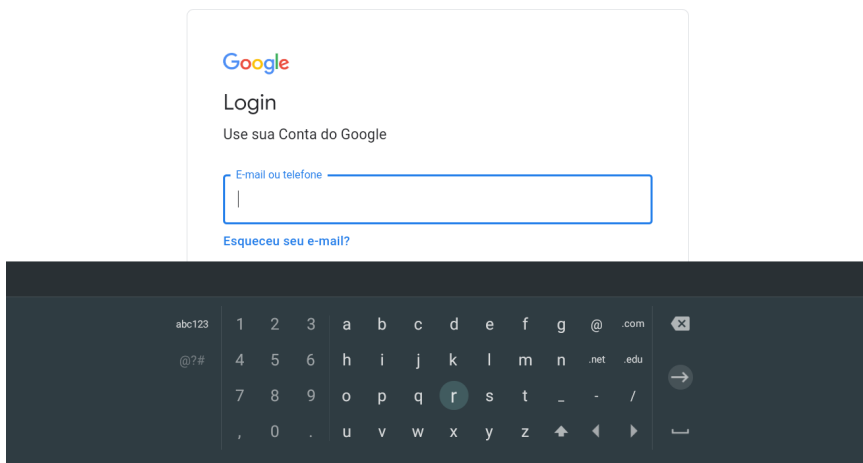 Google
Login
Use sua Conta do Google
E-mail ou telefone
Esqueceu seu e-mail?
abc123 1 2 3 a b c d e f g @ .com
@?# 4 5 6 h i j k l m n .net .edu
7 8 9 o p q r s t _ - /
, 0 . u v w x y z